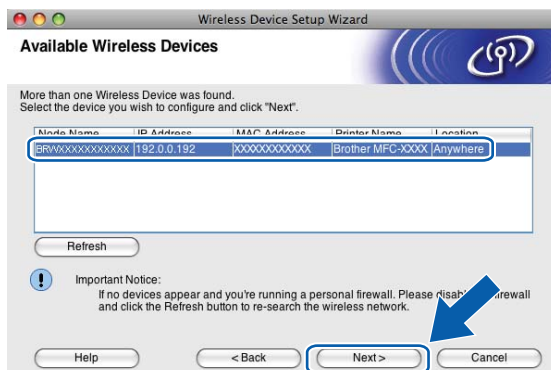 Wireless Device Setup Wizard
Available Wireless Devices
More than one Wireless Device was found.
Select the device you wish to configure and click "Next".
Node Name IP Address MAC Address Printer Name Location
BRWXXXXXXXXXXXX 192.0.0.192 XXXXXXXXXXXX Brother MFC-XXXX Anywhere
Refresh
Important Notice:
If no devices appear and you're running a personal firewall. Please firewall
and click the Refresh button to re-search the wireless network.
Help < Back Next > Cancel